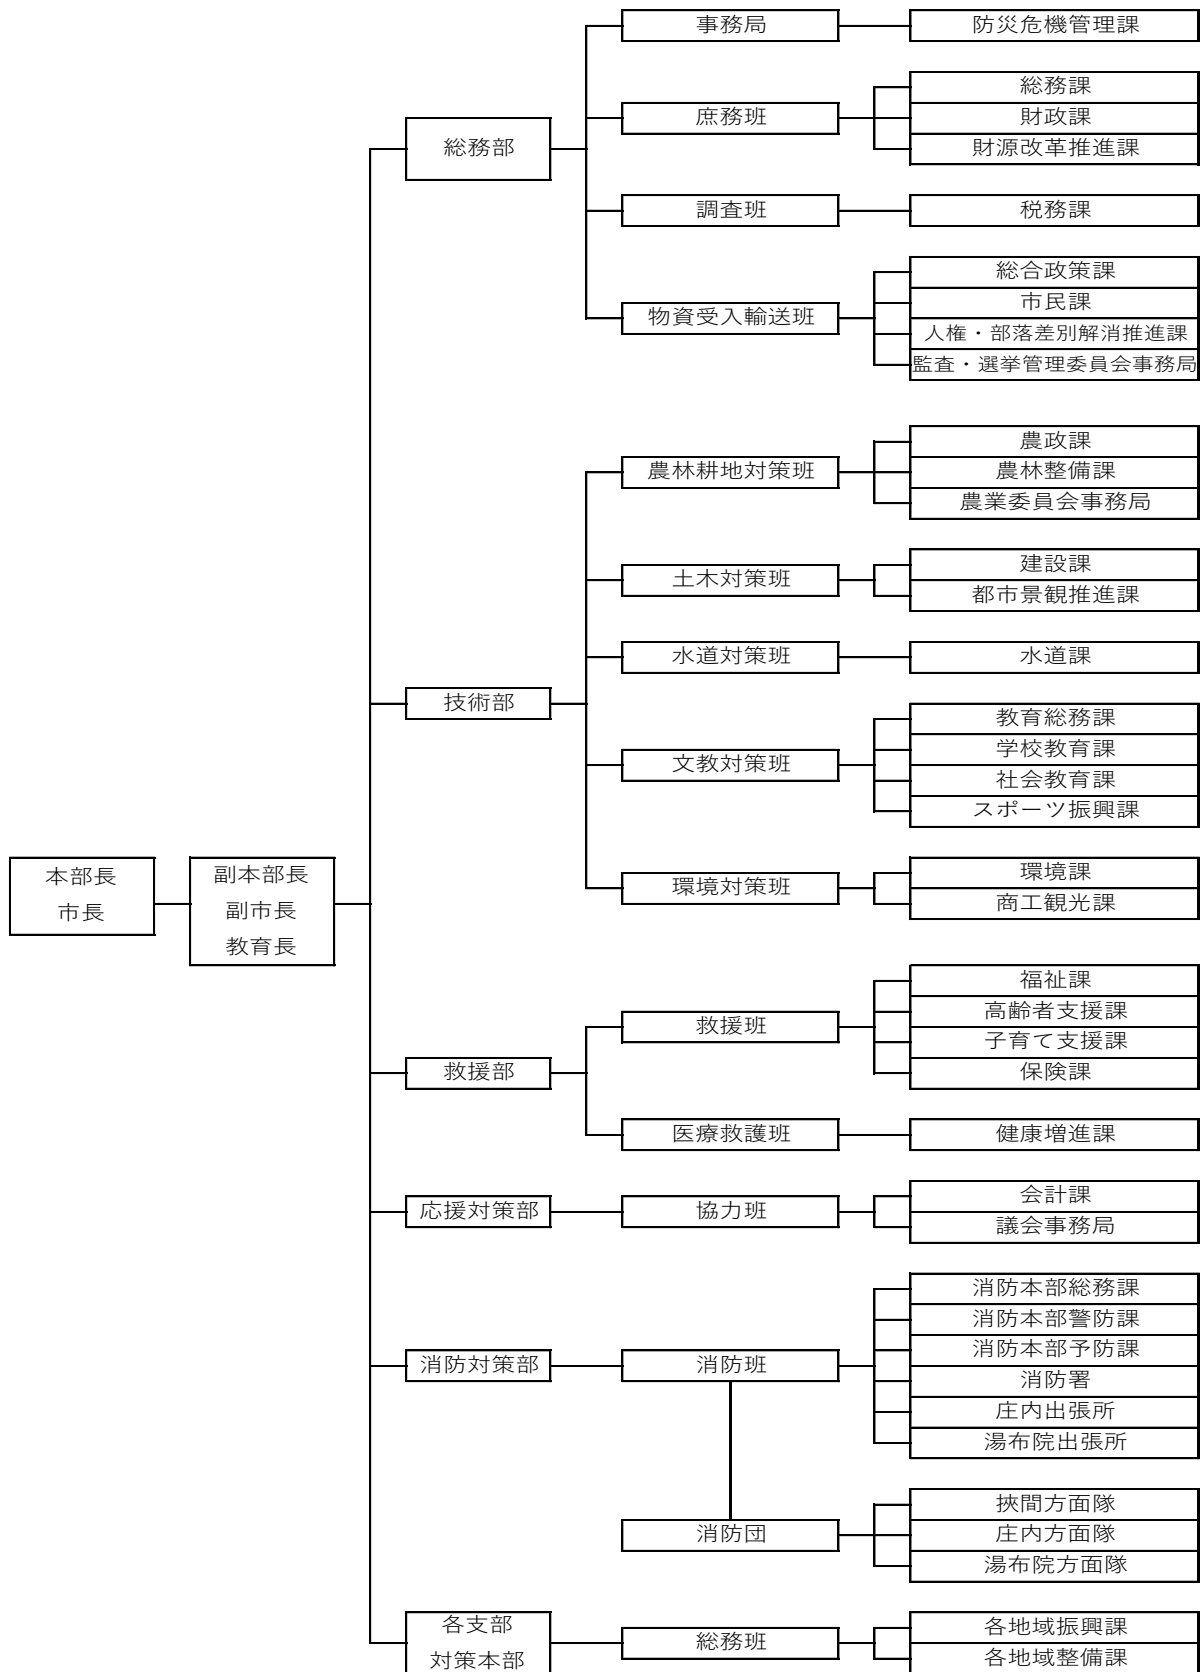 本部長
市長
副本部長
副市長
教育長
総務部
事務局
防災危機管理課
庶務班
総務課
財政課
財源改革推進課
調査班
税務課
物資受入輸送班
総合政策課
市民課
人権・部落差別解消推進課
監査・選挙管理委員会事務局
技術部
農林耕地対策班
農政課
農林整備課
農業委員会事務局
土木対策班
建設課
都市景観推進課
水道対策班
水道課
文教対策班
教育総務課
学校教育課
社会教育課
スポーツ振興課
環境対策班
環境課
商工観光課
救援部
救援班
福祉課
高齢者支援課
子育て支援課
保険課
医療救護班
健康増進課
応援対策部
協力班
会計課
議会事務局
消防対策部
消防班
消防本部総務課
消防本部警防課
消防本部予防課
消防署
庄内出張所
湯布院出張所
消防団
挾間方面隊
庄内方面隊
湯布院方面隊
各支部
対策本部
総務班
各地域振興課
各地域整備課